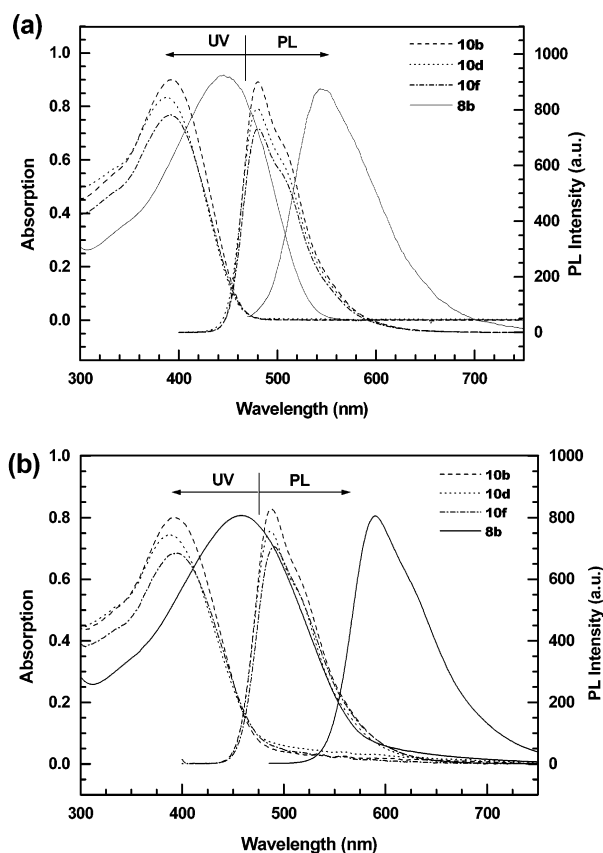 (a)
UV PL
10b
10d
10f
8b
1.0
0.8
0.6
0.4
0.2
0.0
Absorption
1000
800
600
400
200
0
PL Intensity (a.u.)
300 400 500 600 700
Wavelength (nm)
(b)
UV PL
10b
10d
10f
8b
1.0
0.8
0.6
0.4
0.2
0.0
Absorption
1000
800
600
400
200
0
PL Intensity (a.u.)
300 400 500 600 700
Wavelength (nm)